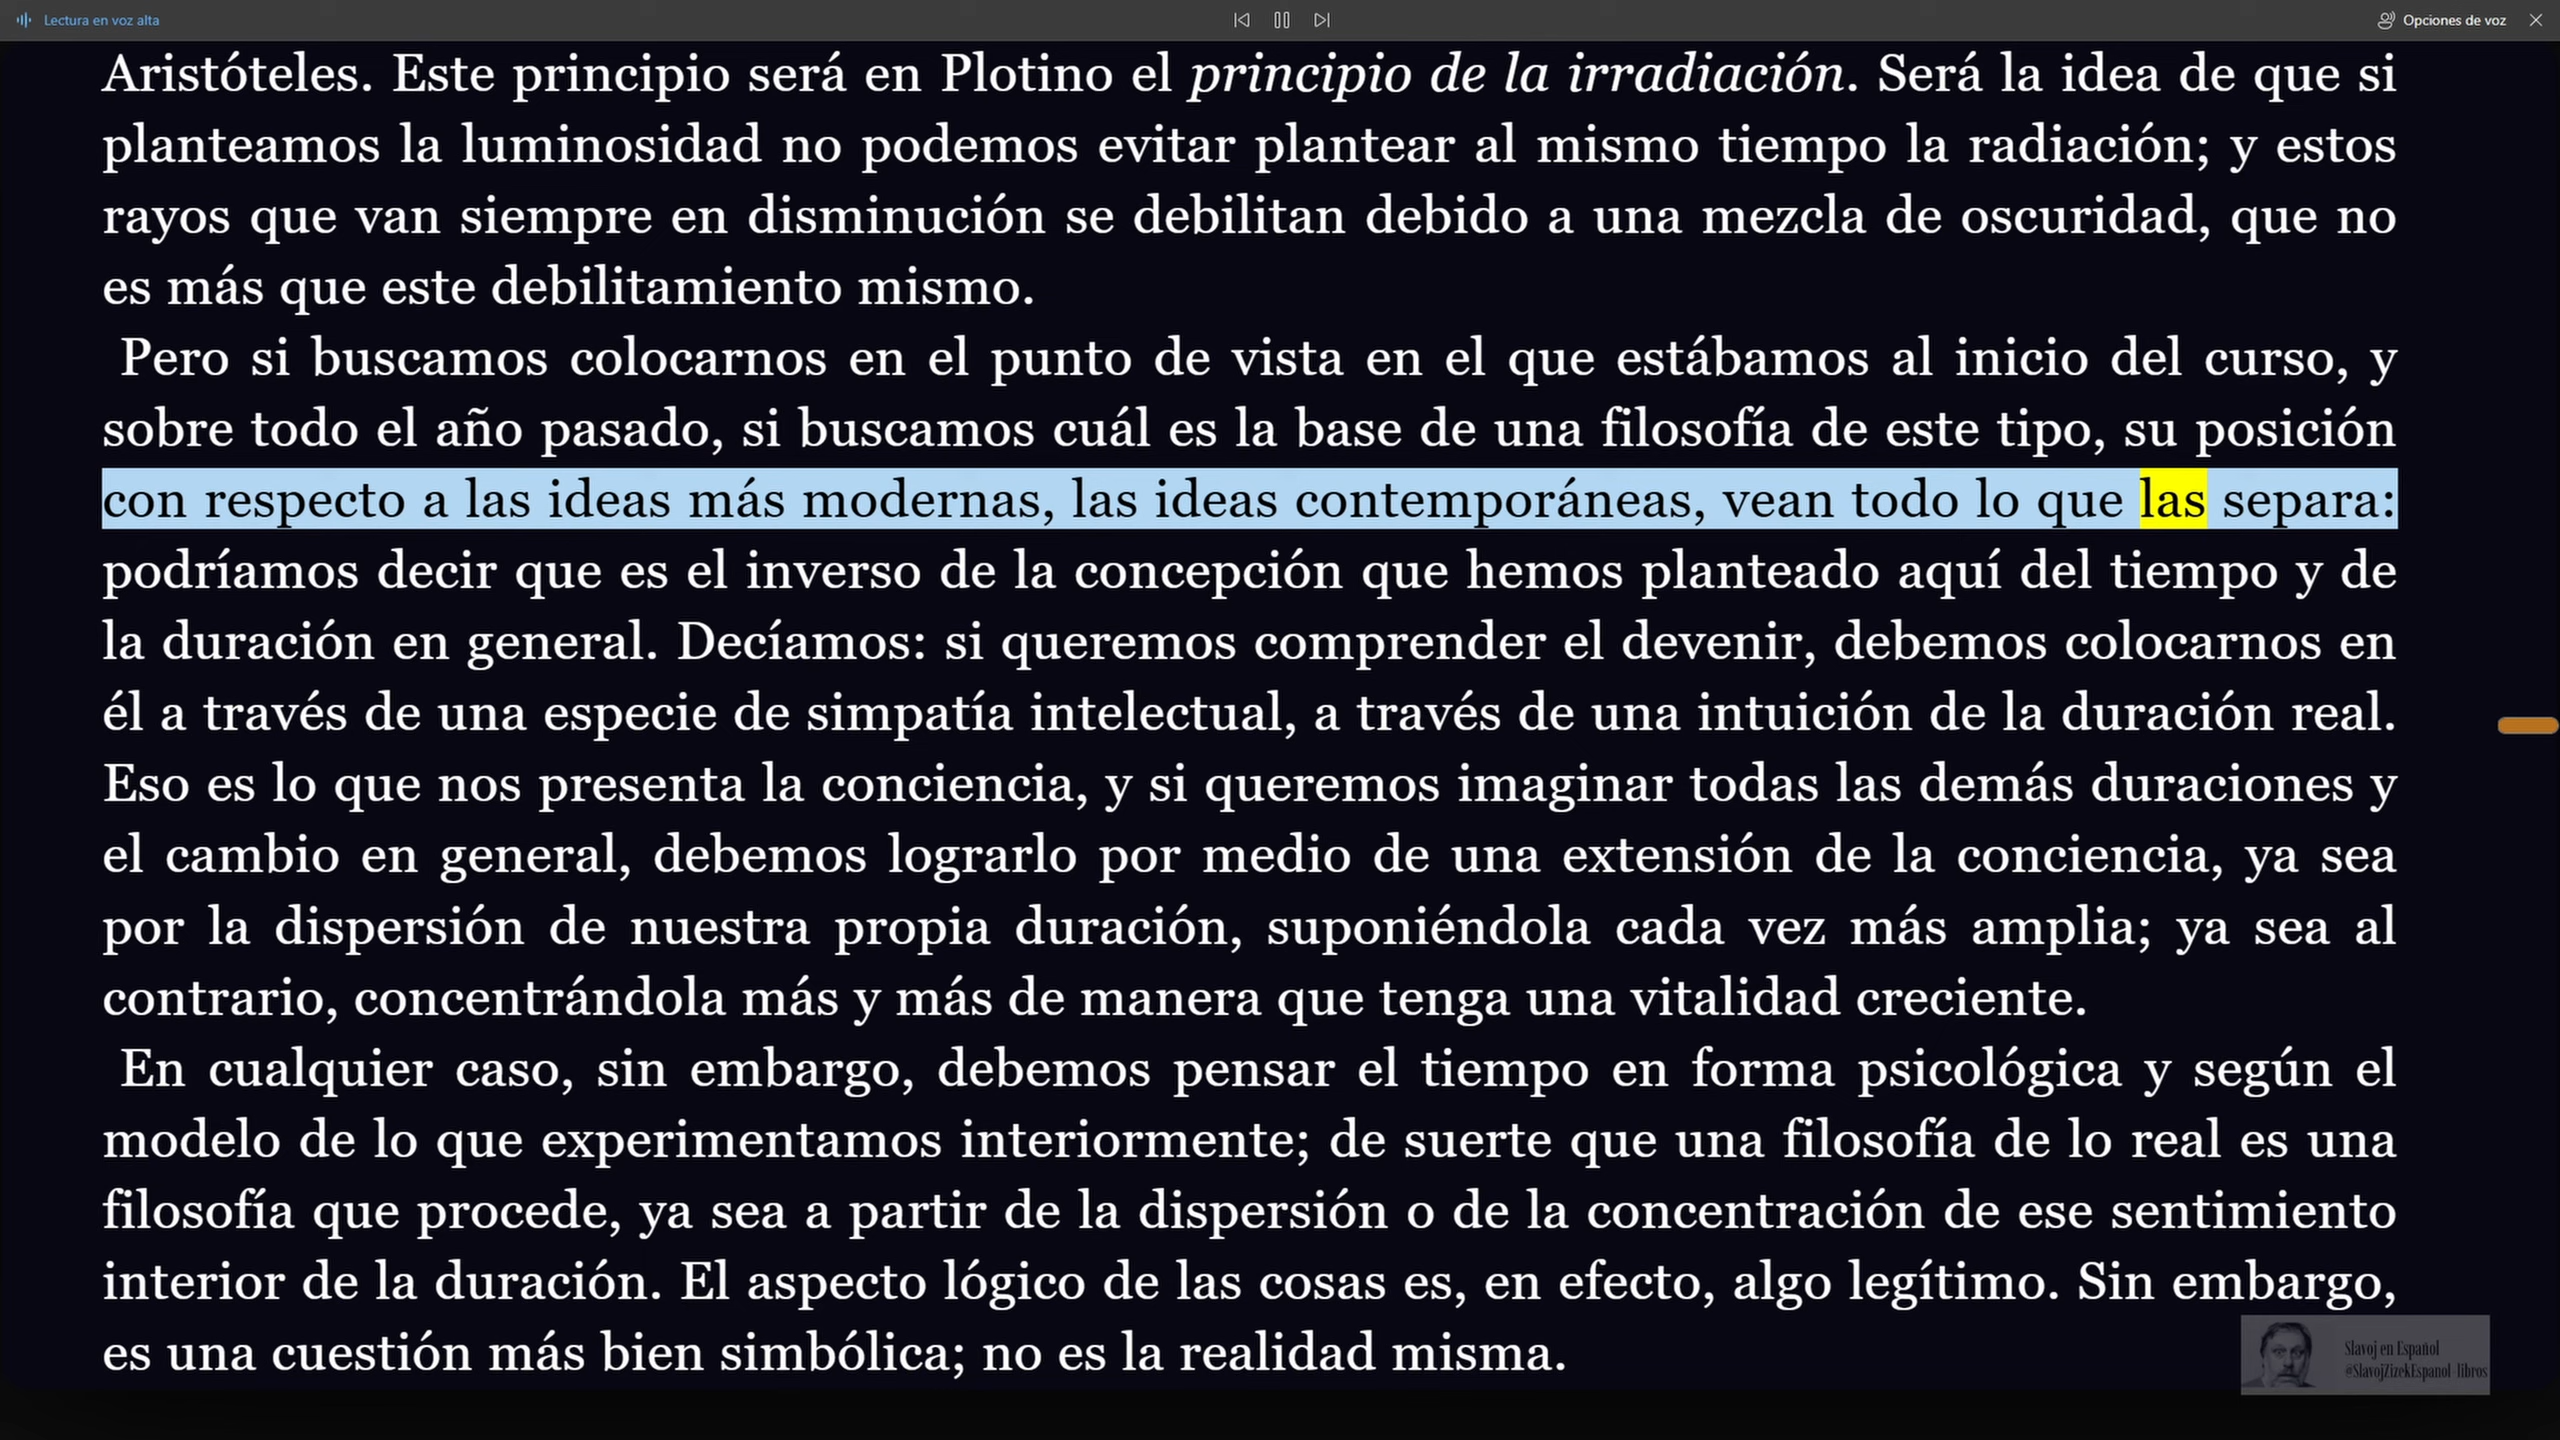 Lectura en voz alta
Opciones de voz
Aristóteles. Este principio será en Plotino el principio de la irradiación. Será la idea de que si
planteamos la luminosidad no podemos evitar plantear al mismo tiempo la radiación; y estos
rayos que van siempre en disminución se debilitan debido a una mezcla de oscuridad, que no
es más que este debilitamiento mismo.
Pero si buscamos colocarnos en el punto de vista en el que estábamos al inicio del curso, y
sobre todo el año pasado, si buscamos cuál es la base de una filosofía de este tipo, su posición
con respecto a las ideas más modernas, las ideas contemporáneas, vean todo lo que las separa:
podríamos decir que es el inverso de la concepción que hemos planteado aquí del tiempo y de
la duración en general. Decíamos: si queremos comprender el devenir, debemos colocarnos en
él a través de una especie de simpatía intelectual, a través de una intuición de la duración real.
Eso es lo que nos presenta la conciencia, y si queremos imaginar todas las demás duraciones y
el cambio en general, debemos lograrlo por medio de una extensión de la conciencia, ya sea
por la dispersión de nuestra propia duración, suponiéndola cada vez más amplia; ya sea al
contrario, concentrándola más y más de manera que tenga una vitalidad creciente.
En cualquier caso, sin embargo, debemos pensar el tiempo en forma psicológica y según el
modelo de lo que experimentamos interiormente; de suerte que una filosofía de lo real es una
filosofía que procede, ya sea a partir de la dispersión o de la concentración de ese sentimiento
interior de la duración. El aspecto lógico de las cosas es, en efecto, algo legítimo. Sin embargo,
es una cuestión más bien simbólica; no es la realidad misma.
Slavoj en Español
@SlavojZizekEspanol-libros